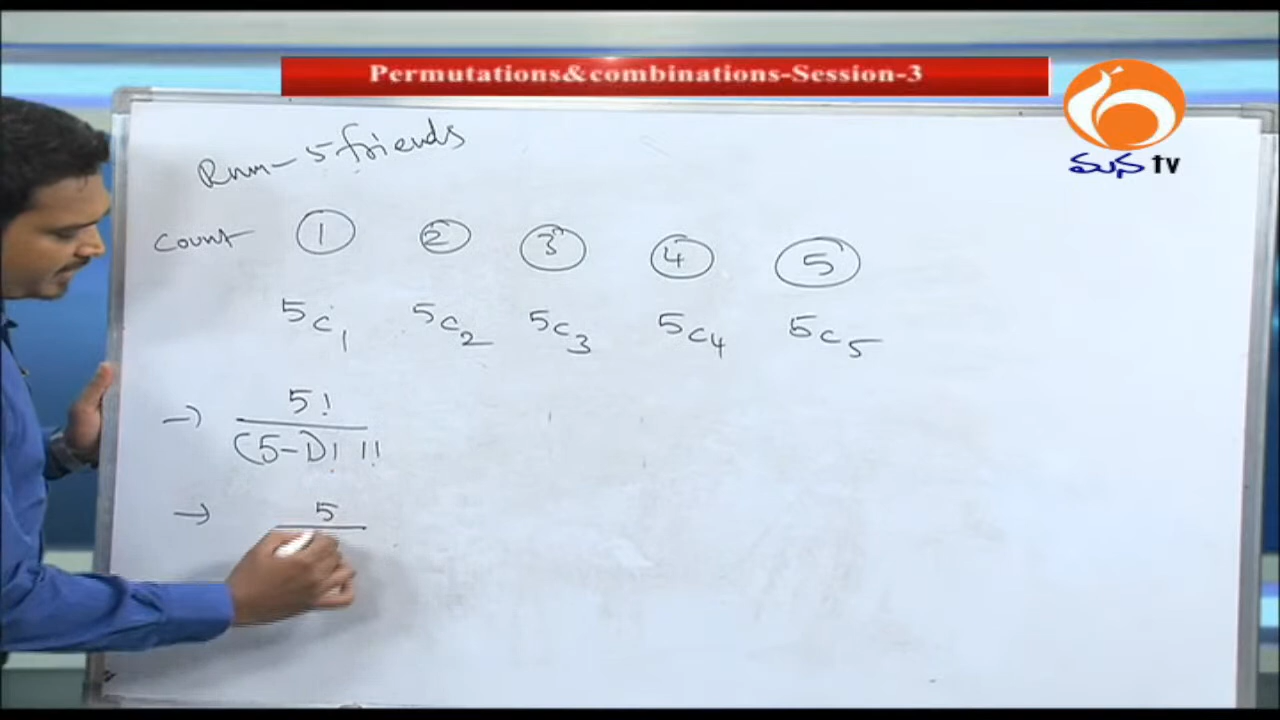 Permutations&combinations-Session-3
మన tv
Ram - 5 friends
Count 1 2 3 4 5
5C1 5C2 5C3 5C4 5C5
→ 5!
(5-1)! 1!
→ 5